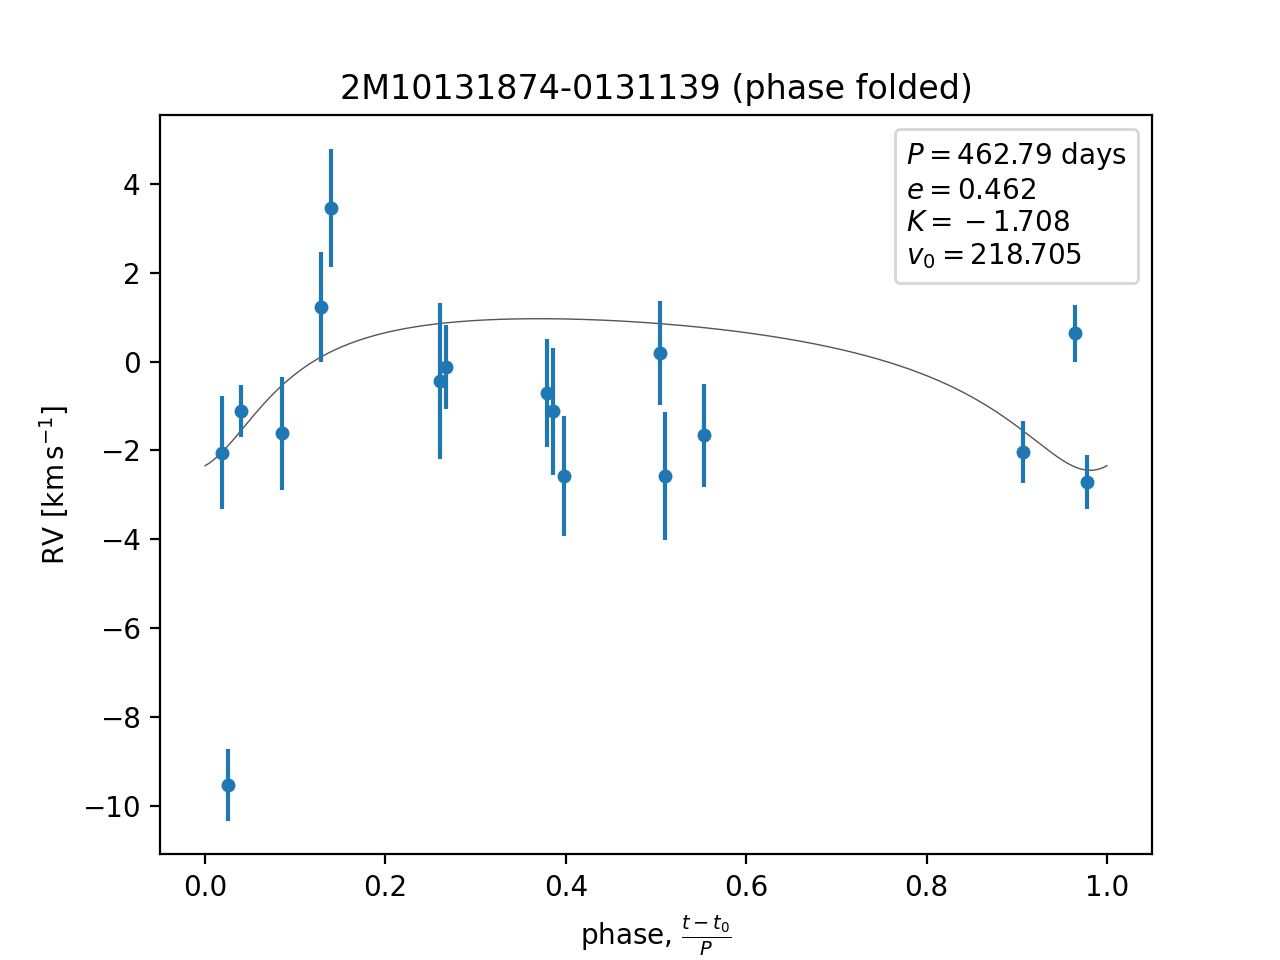 2M10131874-0131139 (phase folded)
P = 462.79 days
e = 0.462
K = −1.708
v₀ = 218.705
4
2
0
−2
−4
−6
−8
−10
RV [km s⁻¹]
0.0 0.2 0.4 0.6 0.8 1.0
phase, (t − t₀)/P